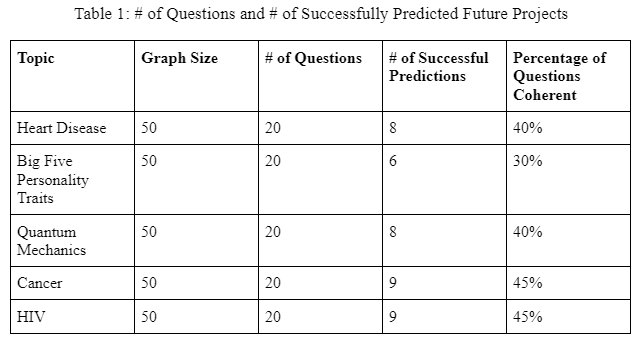 Table 1: # of Questions and # of Successfully Predicted Future Projects
Topic Graph Size # of Questions # of Successful Predictions Percentage of Questions Coherent
Heart Disease 50 20 8 40%
Big Five Personality Traits 50 20 6 30%
Quantum Mechanics 50 20 8 40%
Cancer 50 20 9 45%
HIV 50 20 9 45%